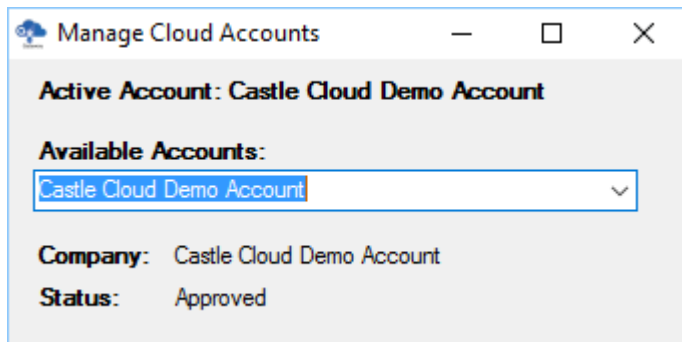 Manage Cloud Accounts
Active Account: Castle Cloud Demo Account
Available Accounts:
Castle Cloud Demo Account
Company: Castle Cloud Demo Account
Status: Approved